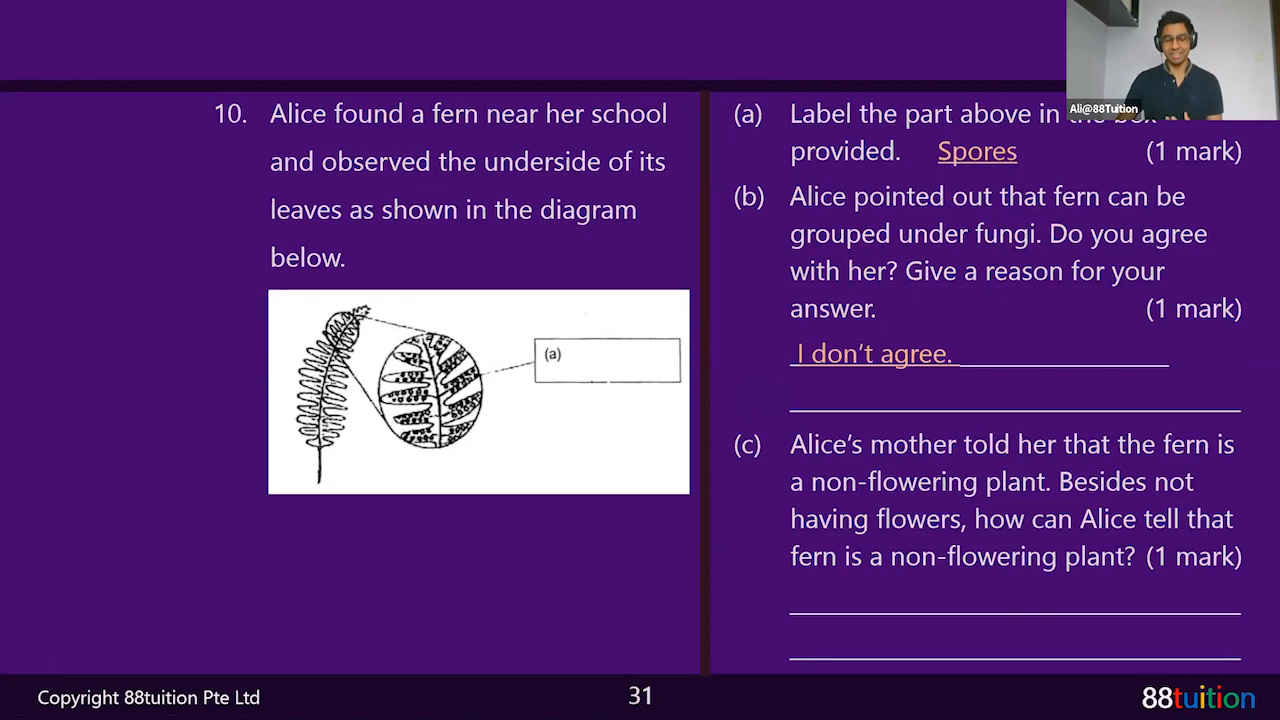 Ali@88Tuition
10. Alice found a fern near her school
and observed the underside of its
leaves as shown in the diagram
below.
(a)
(a) Label the part above in the box
provided. Spores (1 mark)
(b) Alice pointed out that fern can be
grouped under fungi. Do you agree
with her? Give a reason for your
answer. (1 mark)
I don't agree.
(c) Alice's mother told her that the fern is
a non-flowering plant. Besides not
having flowers, how can Alice tell that
fern is a non-flowering plant? (1 mark)
Copyright 88tuition Pte Ltd
31
88tuition